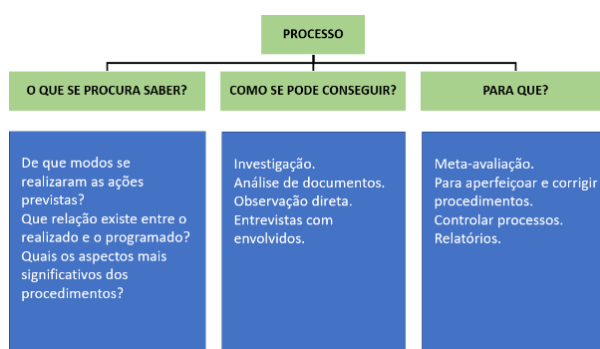 PROCESSO
O QUE SE PROCURA SABER?
De que modos se
realizaram as ações
previstas?
Que relação existe entre o
realizado e o programado?
Quais os aspectos mais
significativos dos
procedimentos?
COMO SE PODE CONSEGUIR?
Investigação.
Análise de documentos.
Observação direta.
Entrevistas com
envolvidos.
PARA QUE?
Meta-avaliação.
Para aperfeiçoar e corrigir
procedimentos.
Controlar processos.
Relatórios.